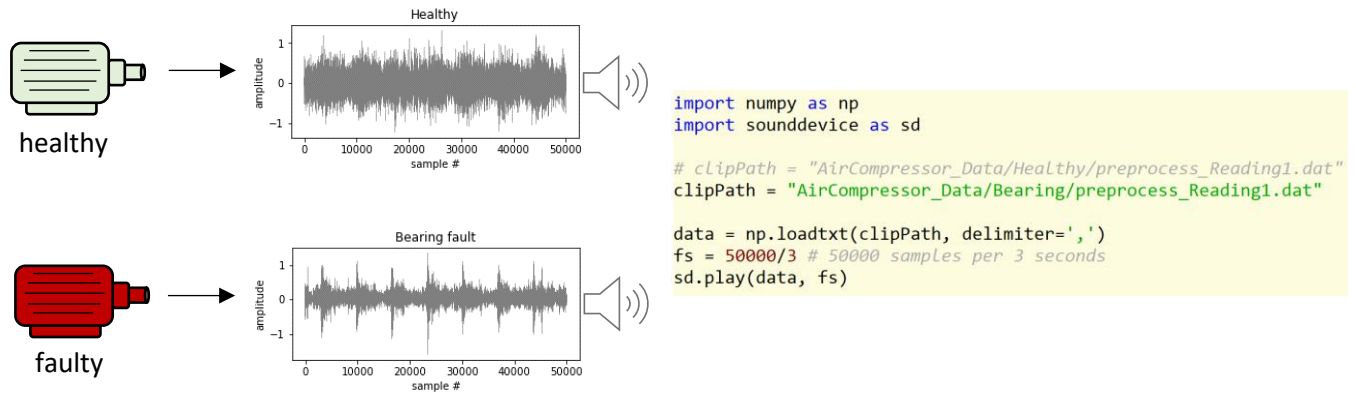 Healthy
1
0
−1
amplitude
0 10000 20000 30000 40000 50000
sample #
healthy
Bearing fault
1
0
−1
amplitude
0 10000 20000 30000 40000 50000
sample #
faulty
import numpy as np
import sounddevice as sd
# clipPath = "AirCompressor_Data/Healthy/preprocess_Reading1.dat"
clipPath = "AirCompressor_Data/Bearing/preprocess_Reading1.dat"
data = np.loadtxt(clipPath, delimiter=',')
fs = 50000/3 # 50000 samples per 3 seconds
sd.play(data, fs)